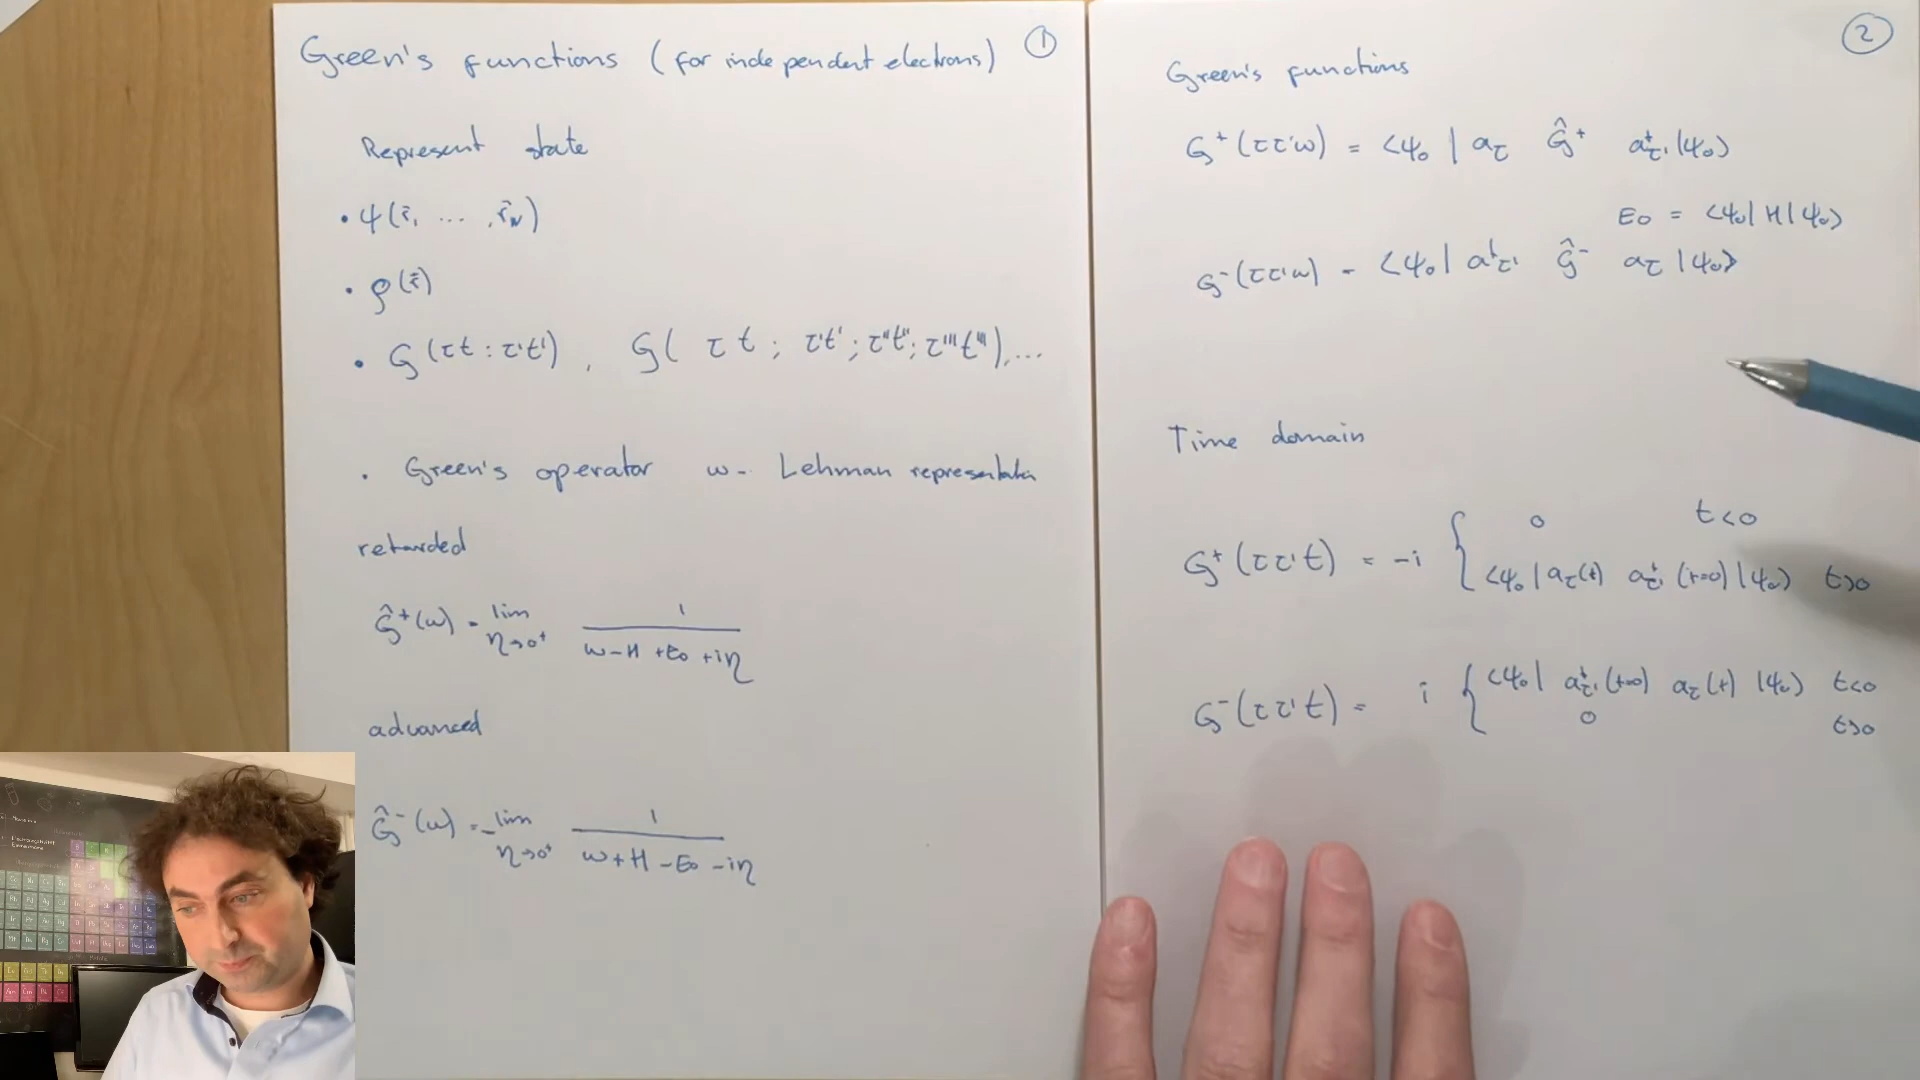 Green's functions (for independent electrons) ①
Represent state
• ψ(r̄₁ ... , r̄_N)
• ρ(r̄)
• G(τt : τ't') , G( τ t ; τ't' ; τ''t'' ; τ'''t''' ), ...
• Green's operator ω- Lehman representation
retarded
Ĝ⁺(ω) = lim η→0⁺ 1 / (ω - H + E₀ + iη)
advanced
Ĝ⁻(ω) = -lim η→0⁺ 1 / (ω + H - E₀ - iη)
②
Green's functions
G⁺(ττ'ω) = <ψ₀ | a_τ Ĝ⁺ a†_τ' |ψ₀>
E₀ = <ψ₀| H |ψ₀>
G⁻(ττ'ω) = <ψ₀| a†_τ' Ĝ⁻ a_τ |ψ₀>
Time domain
G⁺(ττ't) = -i { 0 t<0
<ψ₀ | a_τ(t) a†_τ' (t=0) |ψ₀> t>0
G⁻(ττ't) = i { <ψ₀| a†_τ' (t=0) a_τ(t) |ψ₀> t<0
0 t>0